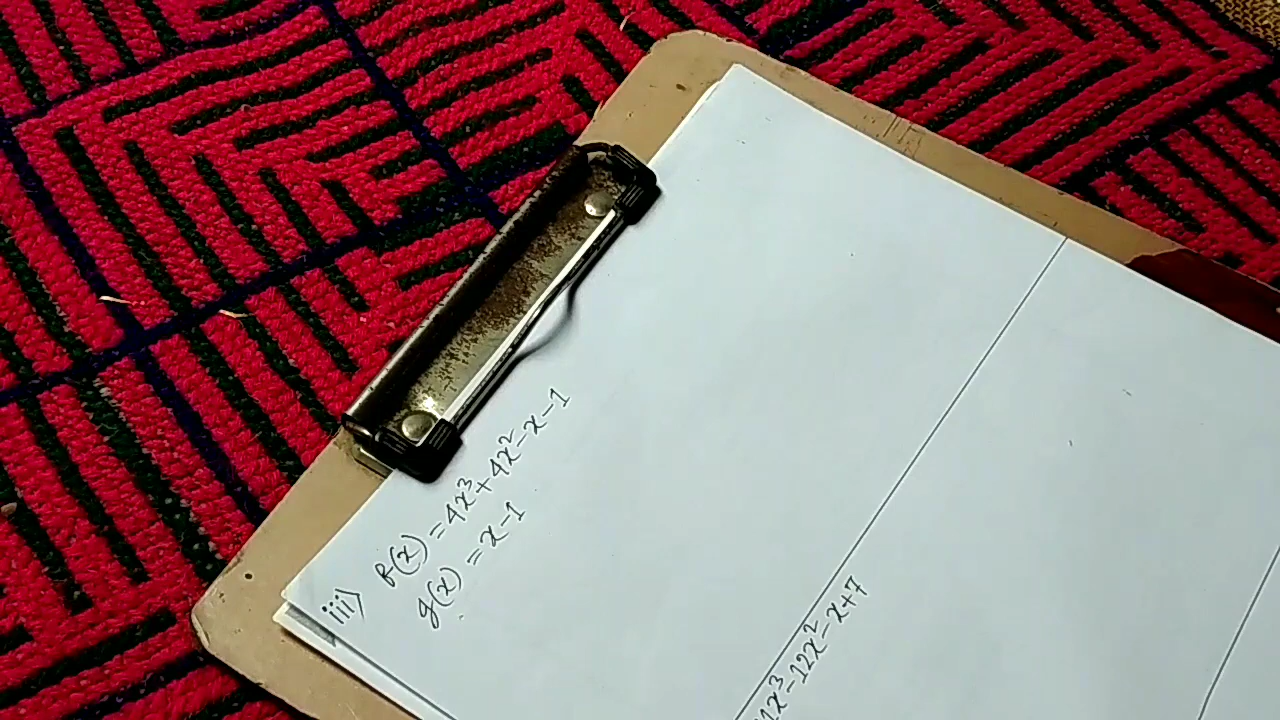 iii) P(x) = 4x³ + 4x² - x - 1
g(x) = x - 1
x³ - 12x² - x + 7